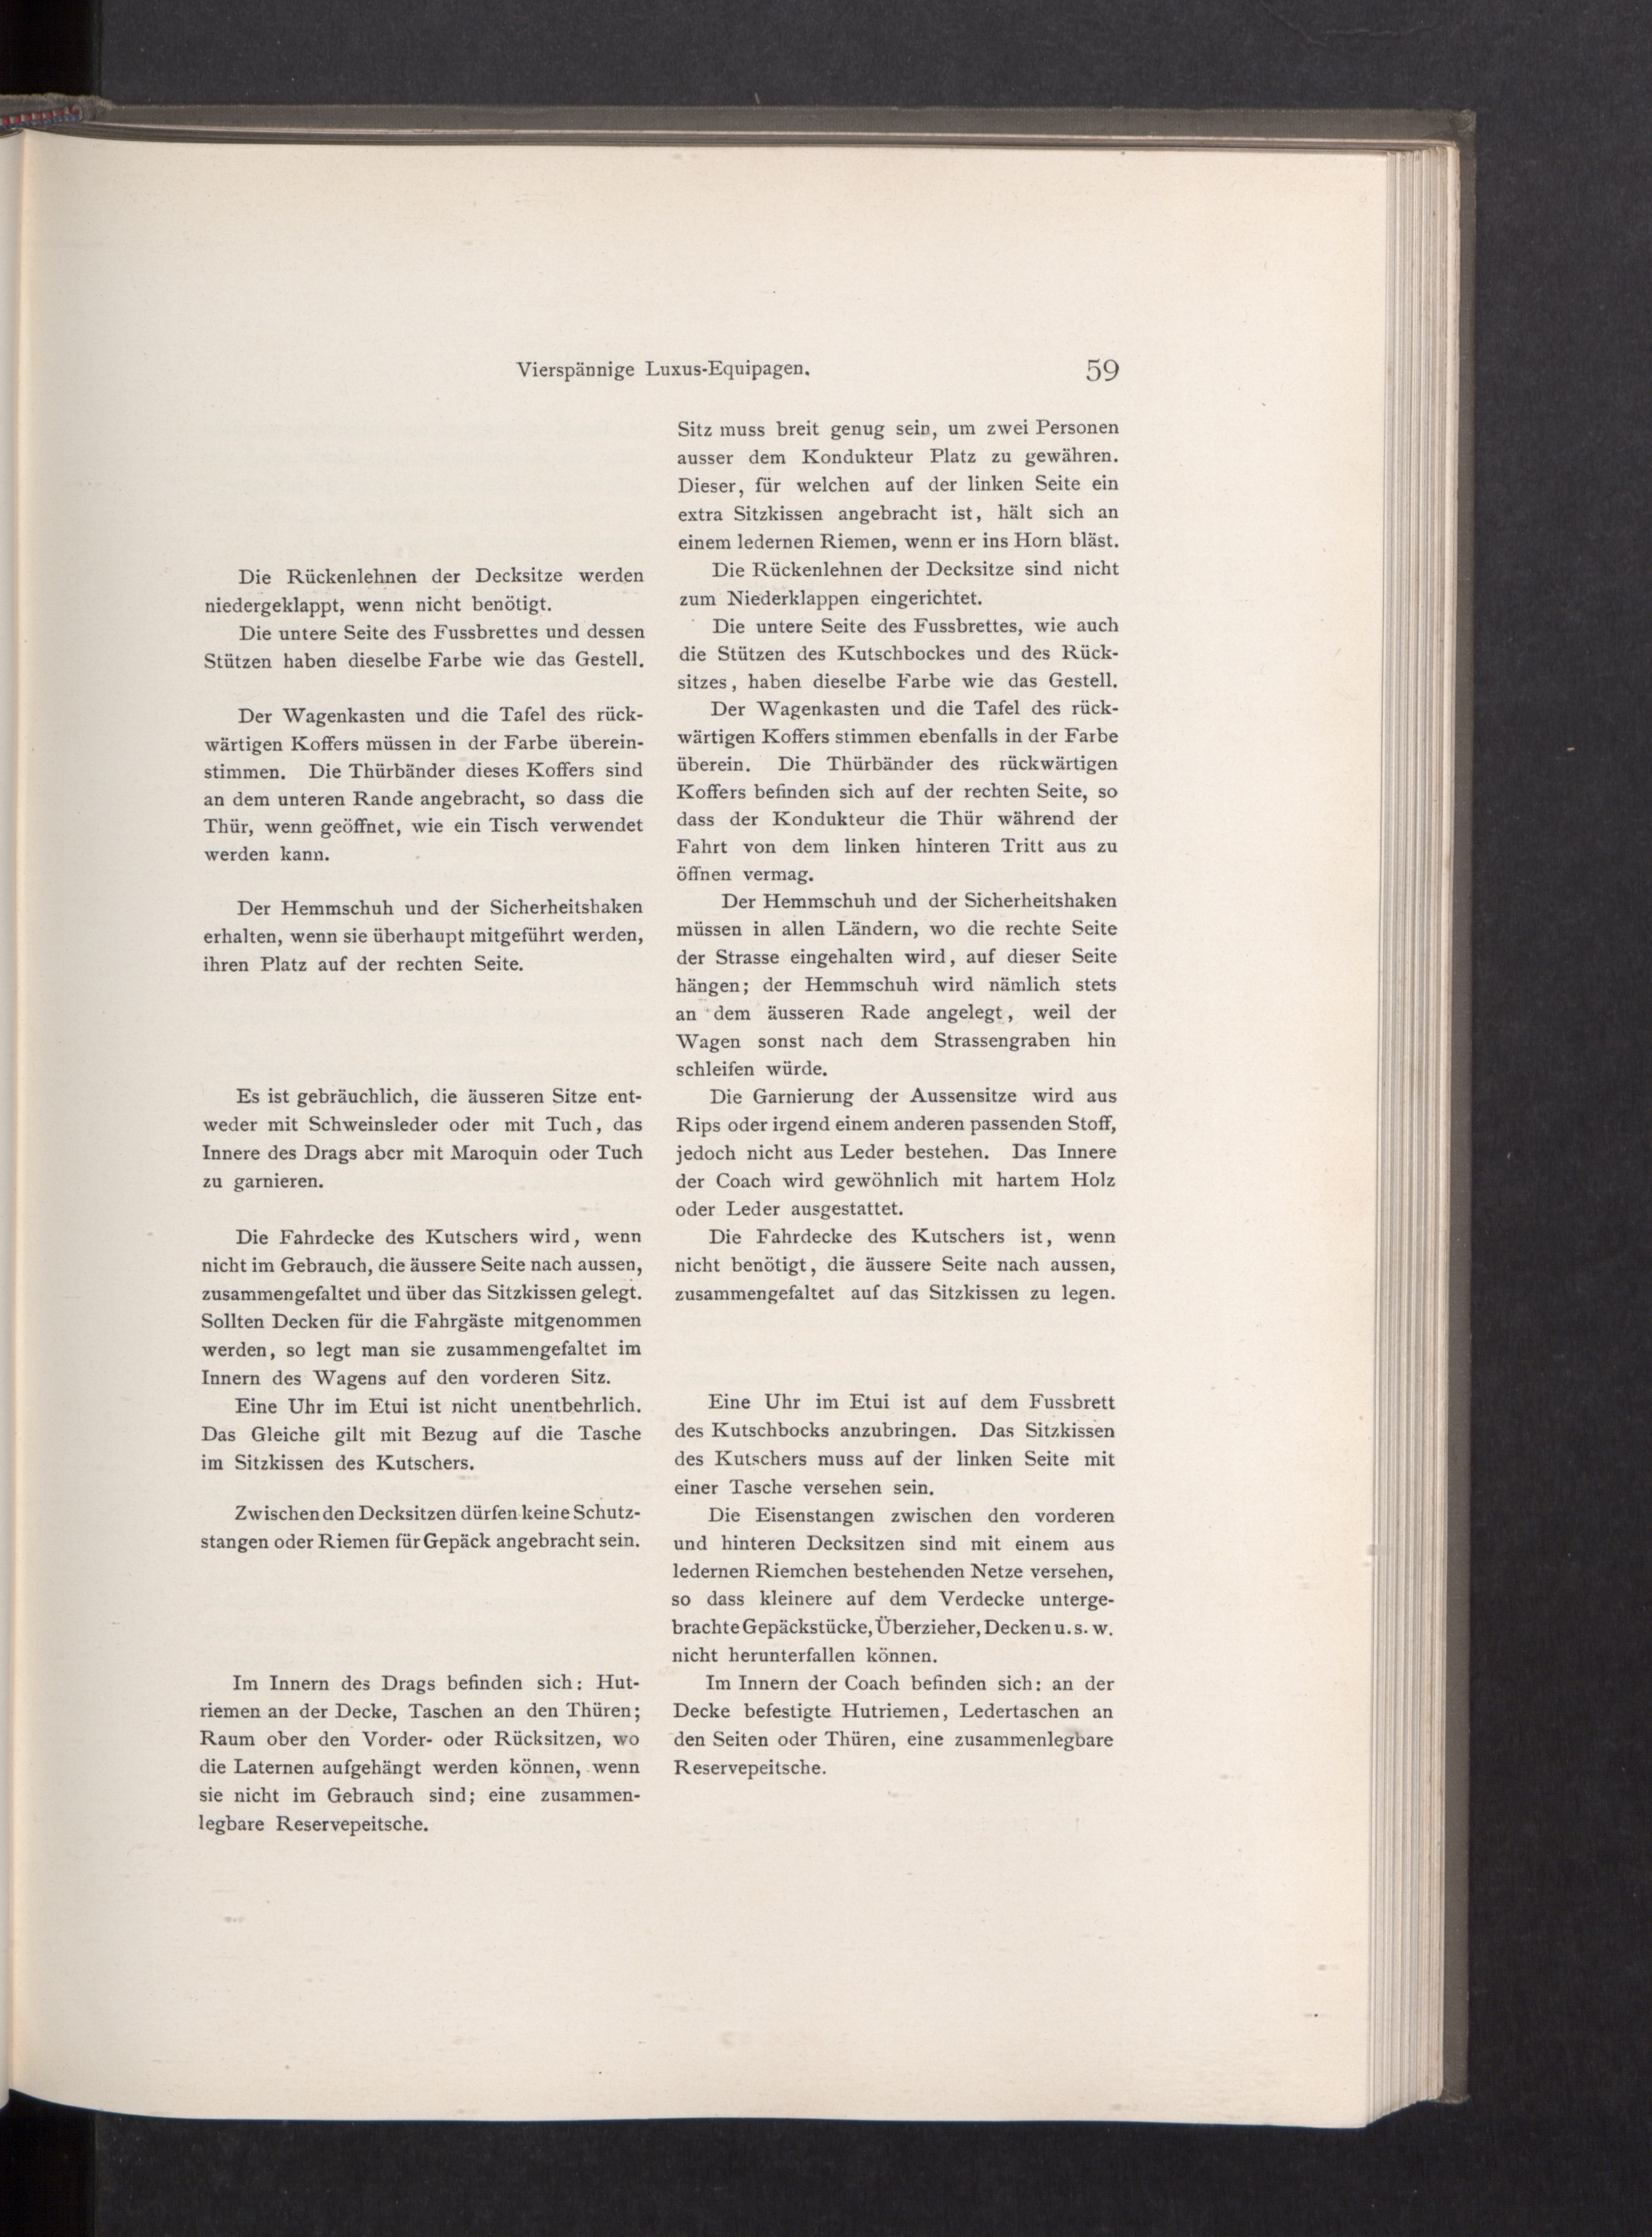 Vierspännige Luxus-Equipagen.
59
Die Rückenlehnen der Decksitze werden
niedergeklappt, wenn nicht benötigt.
Die untere Seite des Fussbrettes und dessen
Stützen haben dieselbe Farbe wie das Gestell.
Der Wagenkasten und die Tafel des rück-
wärtigen Koffers müssen in der Farbe überein-
stimmen. Die Thürbänder dieses Koffers sind
an dem unteren Rande angebracht, so dass die
Thür, wenn geöffnet, wie ein Tisch verwendet
werden kann.
Der Hemmschuh und der Sicherheitshaken
erhalten, wenn sie überhaupt mitgeführt werden,
ihren Platz auf der rechten Seite.
Es ist gebräuchlich, die äusseren Sitze ent-
weder mit Schweinsleder oder mit Tuch, das
Innere des Drags aber mit Maroquin oder Tuch
zu garnieren.
Die Fahrdecke des Kutschers wird, wenn
nicht im Gebrauch, die äussere Seite nach aussen,
zusammengefaltet und über das Sitzkissen gelegt.
Sollten Decken für die Fahrgäste mitgenommen
werden, so legt man sie zusammengefaltet im
Innern des Wagens auf den vorderen Sitz.
Eine Uhr im Etui ist nicht unentbehrlich.
Das Gleiche gilt mit Bezug auf die Tasche
im Sitzkissen des Kutschers.
Zwischen den Decksitzen dürfen keine Schutz-
stangen oder Riemen für Gepäck angebracht sein.
Im Innern des Drags befinden sich: Hut-
riemen an der Decke, Taschen an den Thüren;
Raum ober den Vorder- oder Rücksitzen, wo
die Laternen aufgehängt werden können, wenn
sie nicht im Gebrauch sind; eine zusammen-
legbare Reservepeitsche.
Sitz muss breit genug sein, um zwei Personen
ausser dem Kondukteur Platz zu gewähren.
Dieser, für welchen auf der linken Seite ein
extra Sitzkissen angebracht ist, hält sich an
einem ledernen Riemen, wenn er ins Horn bläst.
Die Rückenlehnen der Decksitze sind nicht
zum Niederklappen eingerichtet.
Die untere Seite des Fussbrettes, wie auch
die Stützen des Kutschbockes und des Rück-
sitzes, haben dieselbe Farbe wie das Gestell.
Der Wagenkasten und die Tafel des rück-
wärtigen Koffers stimmen ebenfalls in der Farbe
überein. Die Thürbänder des rückwärtigen
Koffers befinden sich auf der rechten Seite, so
dass der Kondukteur die Thür während der
Fahrt von dem linken hinteren Tritt aus zu
öffnen vermag.
Der Hemmschuh und der Sicherheitshaken
müssen in allen Ländern, wo die rechte Seite
der Strasse eingehalten wird, auf dieser Seite
hängen; der Hemmschuh wird nämlich stets
an dem äusseren Rade angelegt, weil der
Wagen sonst nach dem Strassengraben hin
schleifen würde.
Die Garnierung der Aussensitze wird aus
Rips oder irgend einem anderen passenden Stoff,
jedoch nicht aus Leder bestehen. Das Innere
der Coach wird gewöhnlich mit hartem Holz
oder Leder ausgestattet.
Die Fahrdecke des Kutschers ist, wenn
nicht benötigt, die äussere Seite nach aussen,
zusammengefaltet auf das Sitzkissen zu legen.
Eine Uhr im Etui ist auf dem Fussbrett
des Kutschbocks anzubringen. Das Sitzkissen
des Kutschers muss auf der linken Seite mit
einer Tasche versehen sein.
Die Eisenstangen zwischen den vorderen
und hinteren Decksitzen sind mit einem aus
ledernen Riemchen bestehenden Netze versehen,
so dass kleinere auf dem Verdecke unterge-
brachte Gepäckstücke, Überzieher, Decken u. s. w.
nicht herunterfallen können.
Im Innern der Coach befinden sich: an der
Decke befestigte Hutriemen, Ledertaschen an
den Seiten oder Thüren, eine zusammenlegbare
Reservepeitsche.